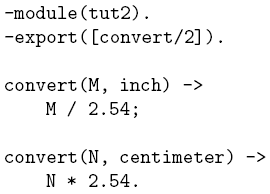 -module(tut2).
-export([convert/2]).

convert(M, inch) ->
    M / 2.54;

convert(N, centimeter) ->
    N * 2.54.